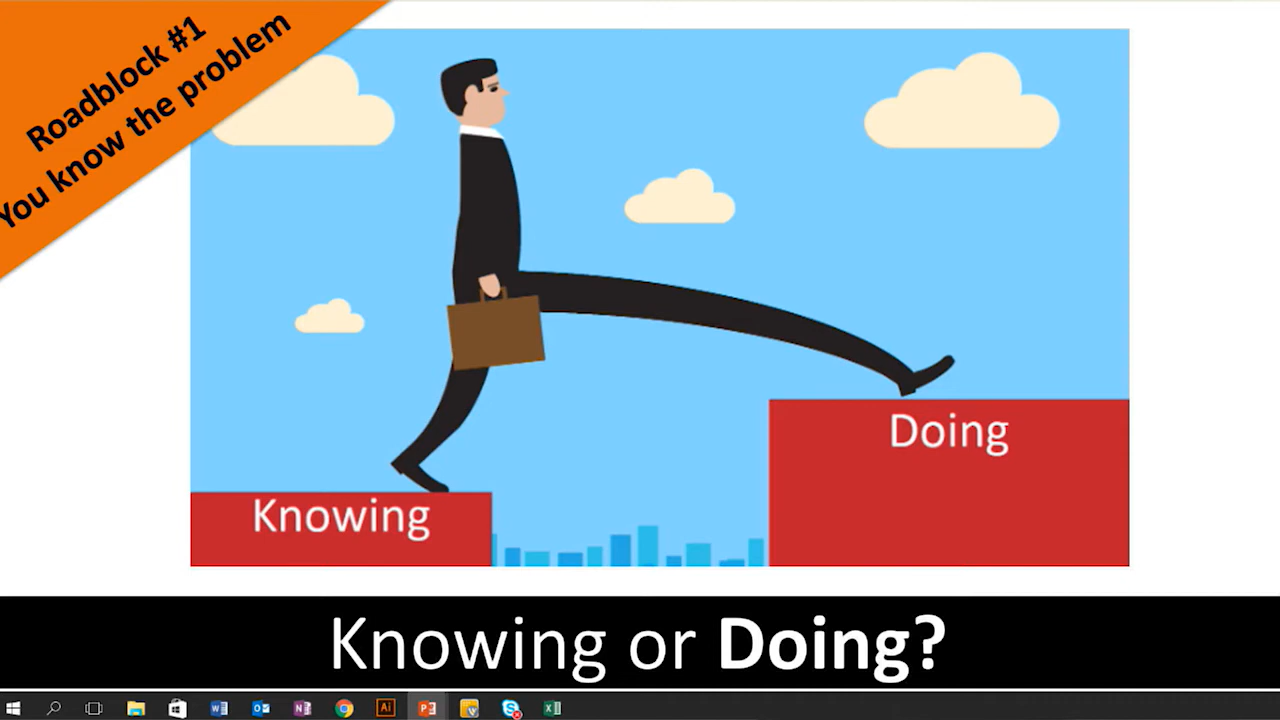 Roadblock #1
You know the problem
Doing
Knowing
Knowing or Doing?